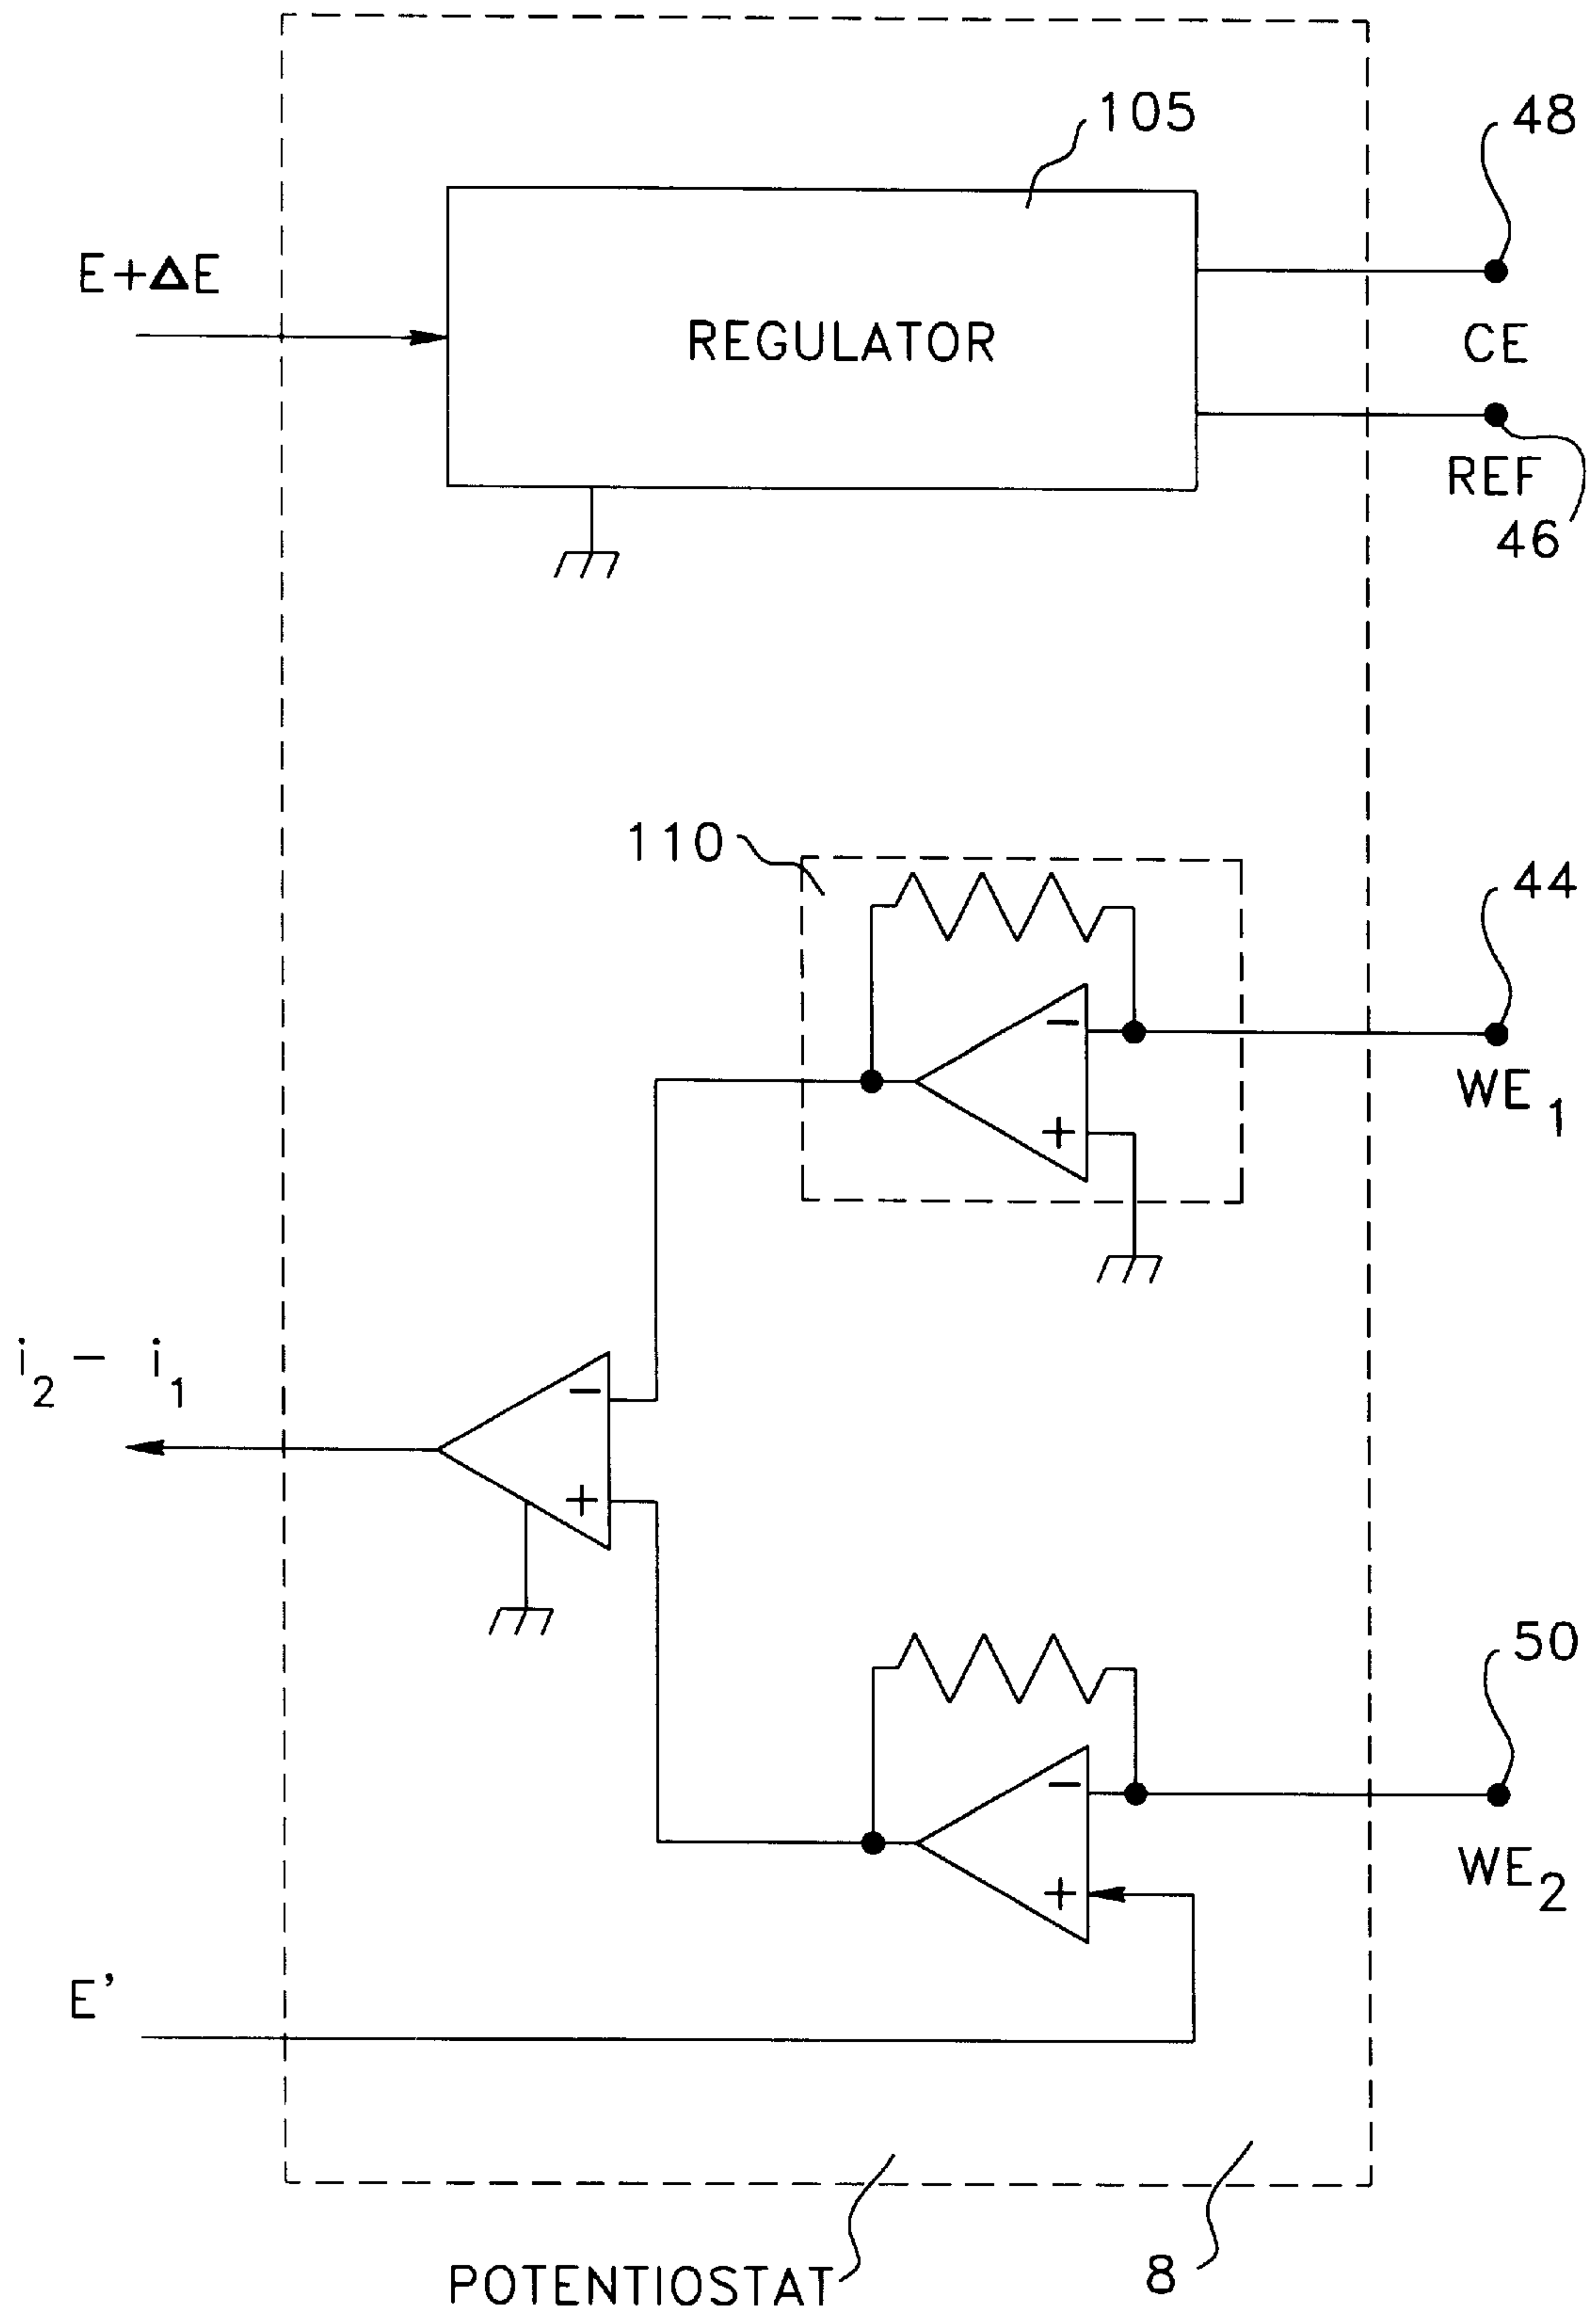 105
48
E+ΔE
REGULATOR
CE
REF
46
110
44
−
WE₁
+
i₂ − i₁
−
+
50
−
WE₂
+
E’
POTENTIOSTAT
8